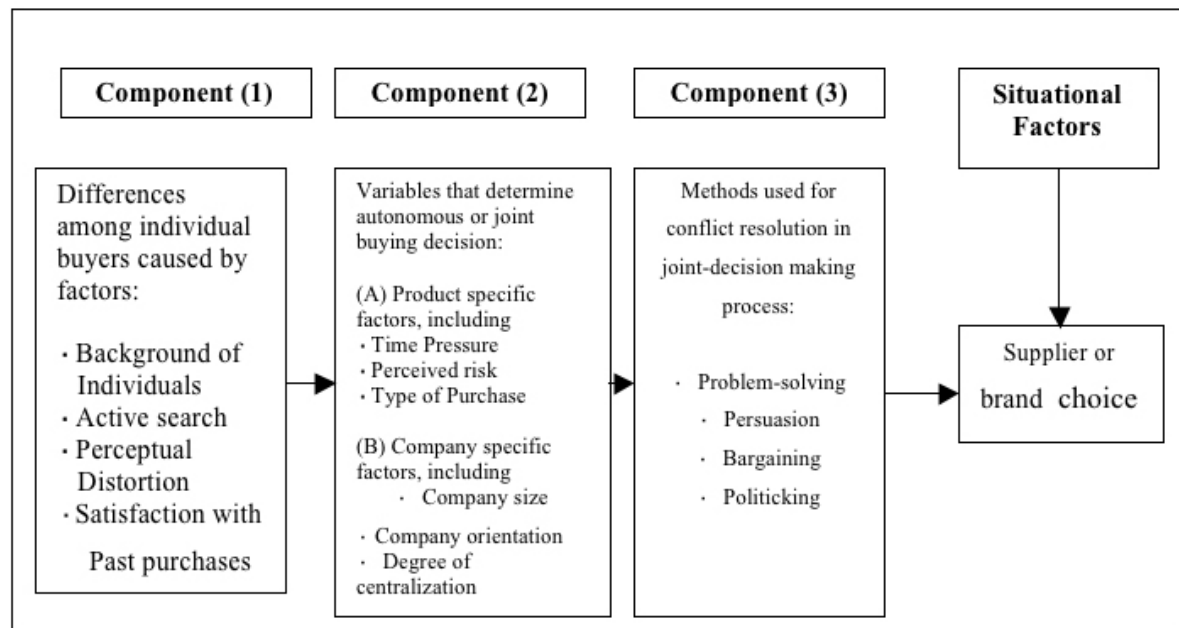 Component (1)
Component (2)
Component (3)
Situational
Factors
Differences
among individual
buyers caused by
factors:
· Background of
Individuals
· Active search
· Perceptual
Distortion
· Satisfaction with
Past purchases
Variables that determine
autonomous or joint
buying decision:
(A) Product specific
factors, including
· Time Pressure
· Perceived risk
· Type of Purchase
(B) Company specific
factors, including
· Company size
· Company orientation
· Degree of
centralization
Methods used for
conflict resolution in
joint-decision making
process:
· Problem-solving
· Persuasion
· Bargaining
· Politicking
Supplier or
brand choice